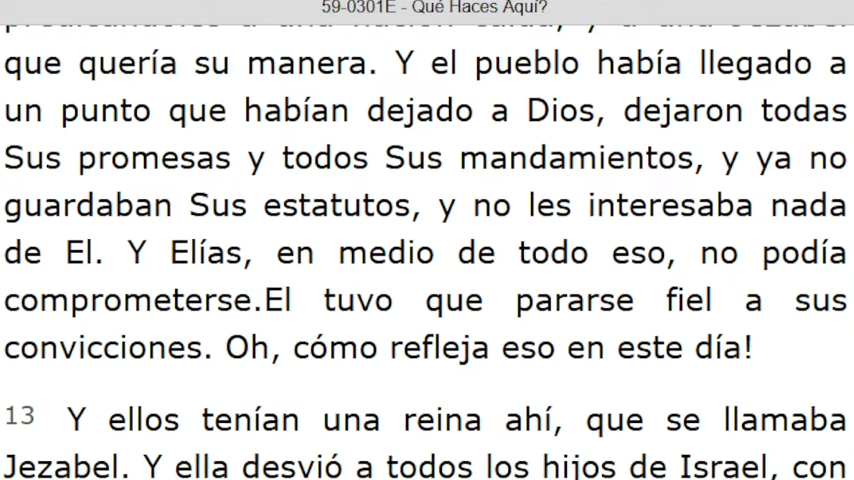 59-0301E - Qué Haces Aquí?
que quería su manera. Y el pueblo había llegado a
un punto que habían dejado a Dios, dejaron todas
Sus promesas y todos Sus mandamientos, y ya no
guardaban Sus estatutos, y no les interesaba nada
de El. Y Elías, en medio de todo eso, no podía
comprometerse.El tuvo que pararse fiel a sus
convicciones. Oh, cómo refleja eso en este día!
13 Y ellos tenían una reina ahí, que se llamaba
Jezabel. Y ella desvió a todos los hijos de Israel, con